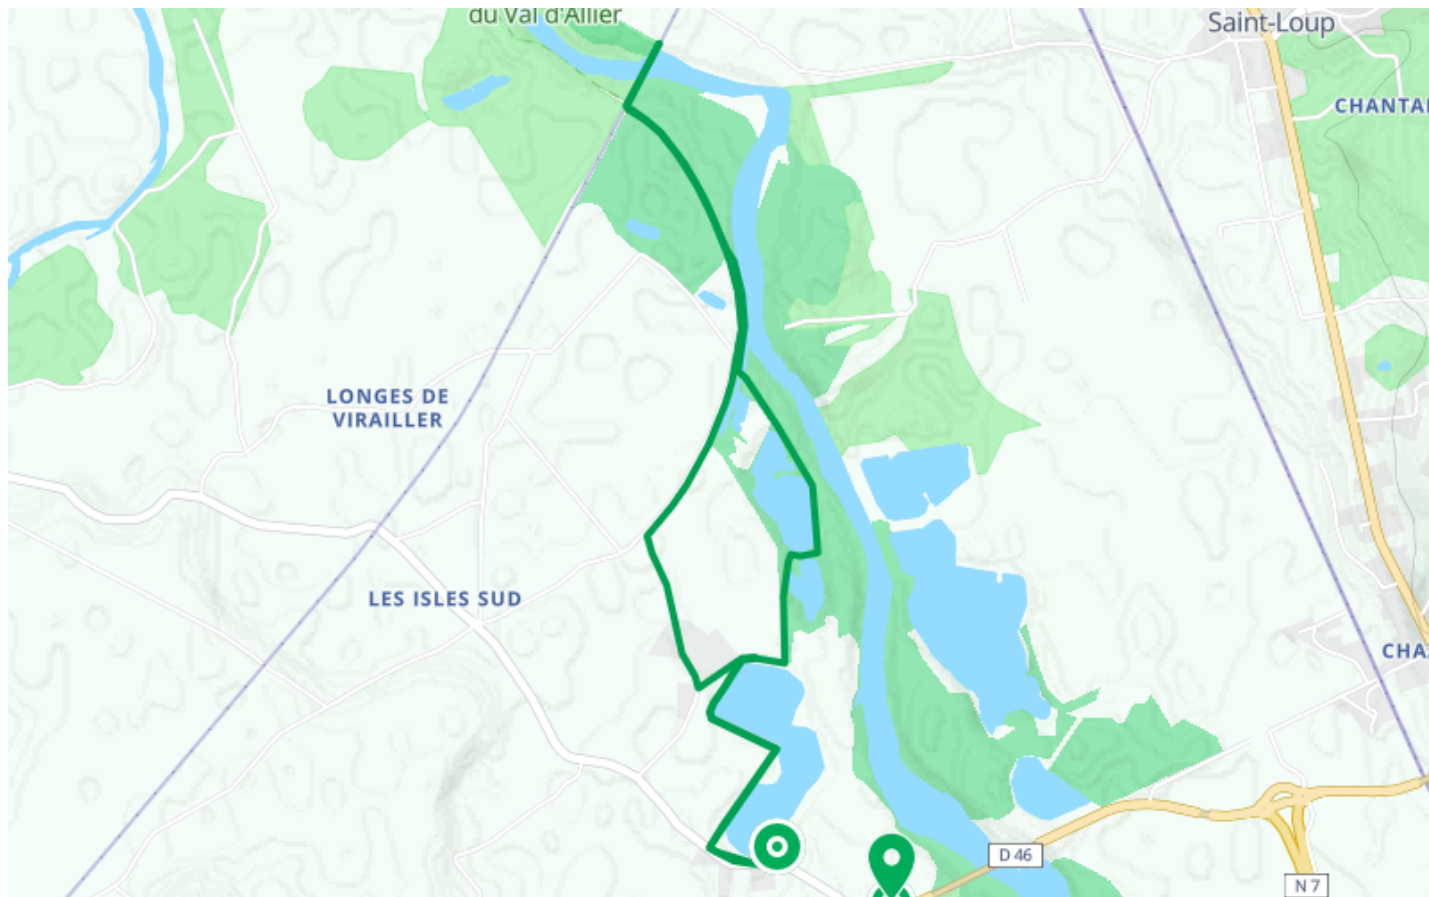 du Val d'Allier
Saint-Loup
LONGES DE
VIRAILLER
LES ISLES SUD
D 46
N 7